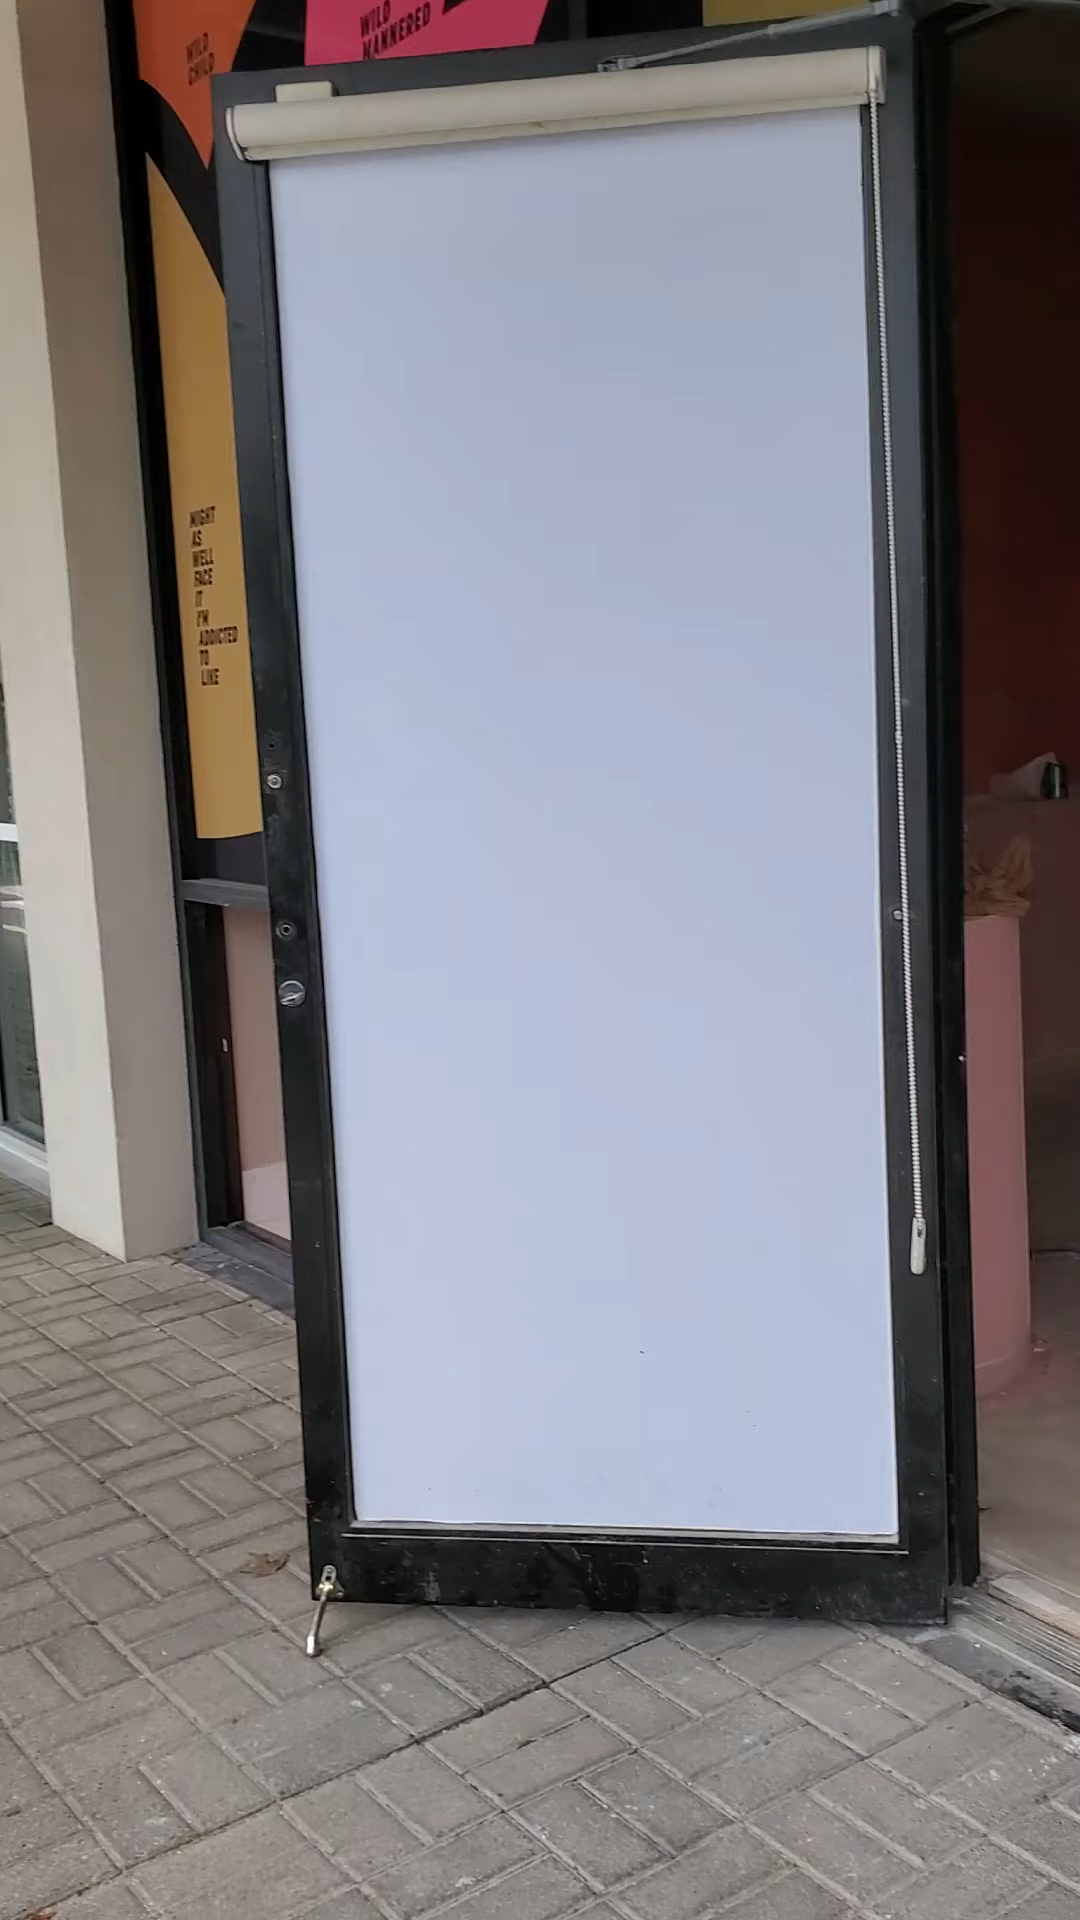 WILD
CHILD
WILD
MANNERED
MIGHT
AS
WELL
FACE
IT
I'M
ADDICTED
TO
LIKE